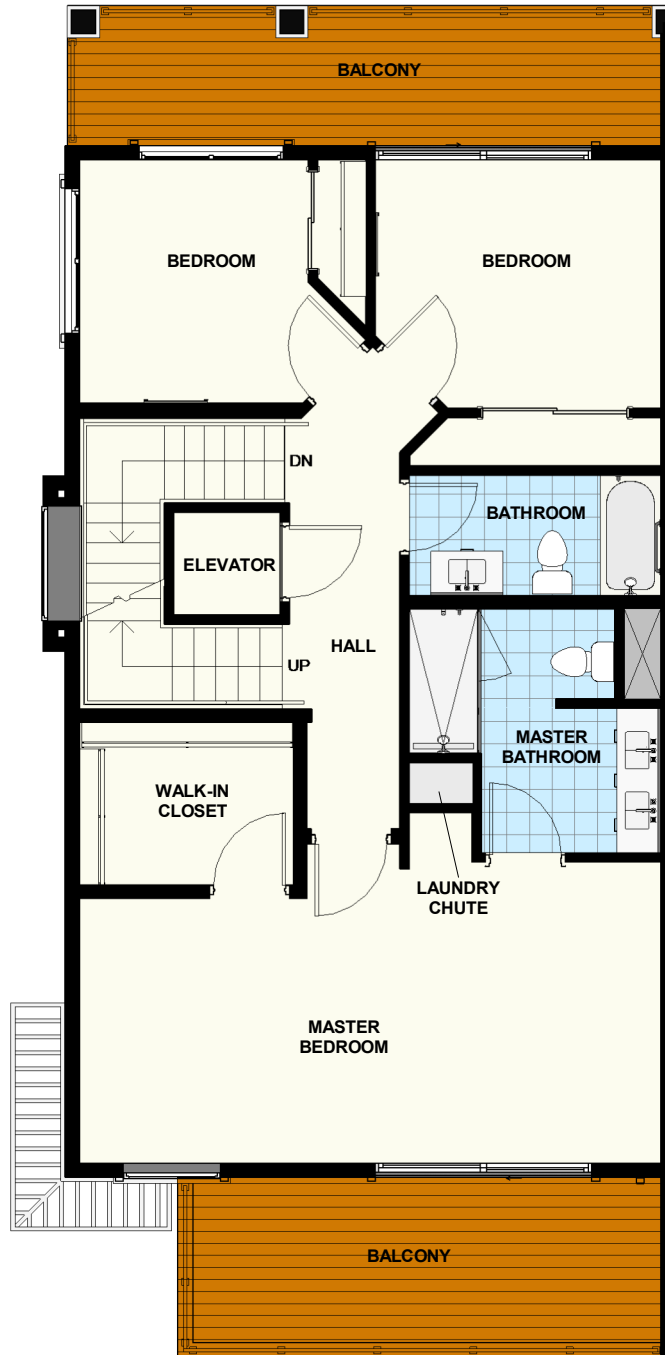 BALCONY
BEDROOM
BEDROOM
DN
BATHROOM
ELEVATOR
HALL
UP
MASTER
BATHROOM
WALK-IN
CLOSET
LAUNDRY
CHUTE
MASTER
BEDROOM
BALCONY